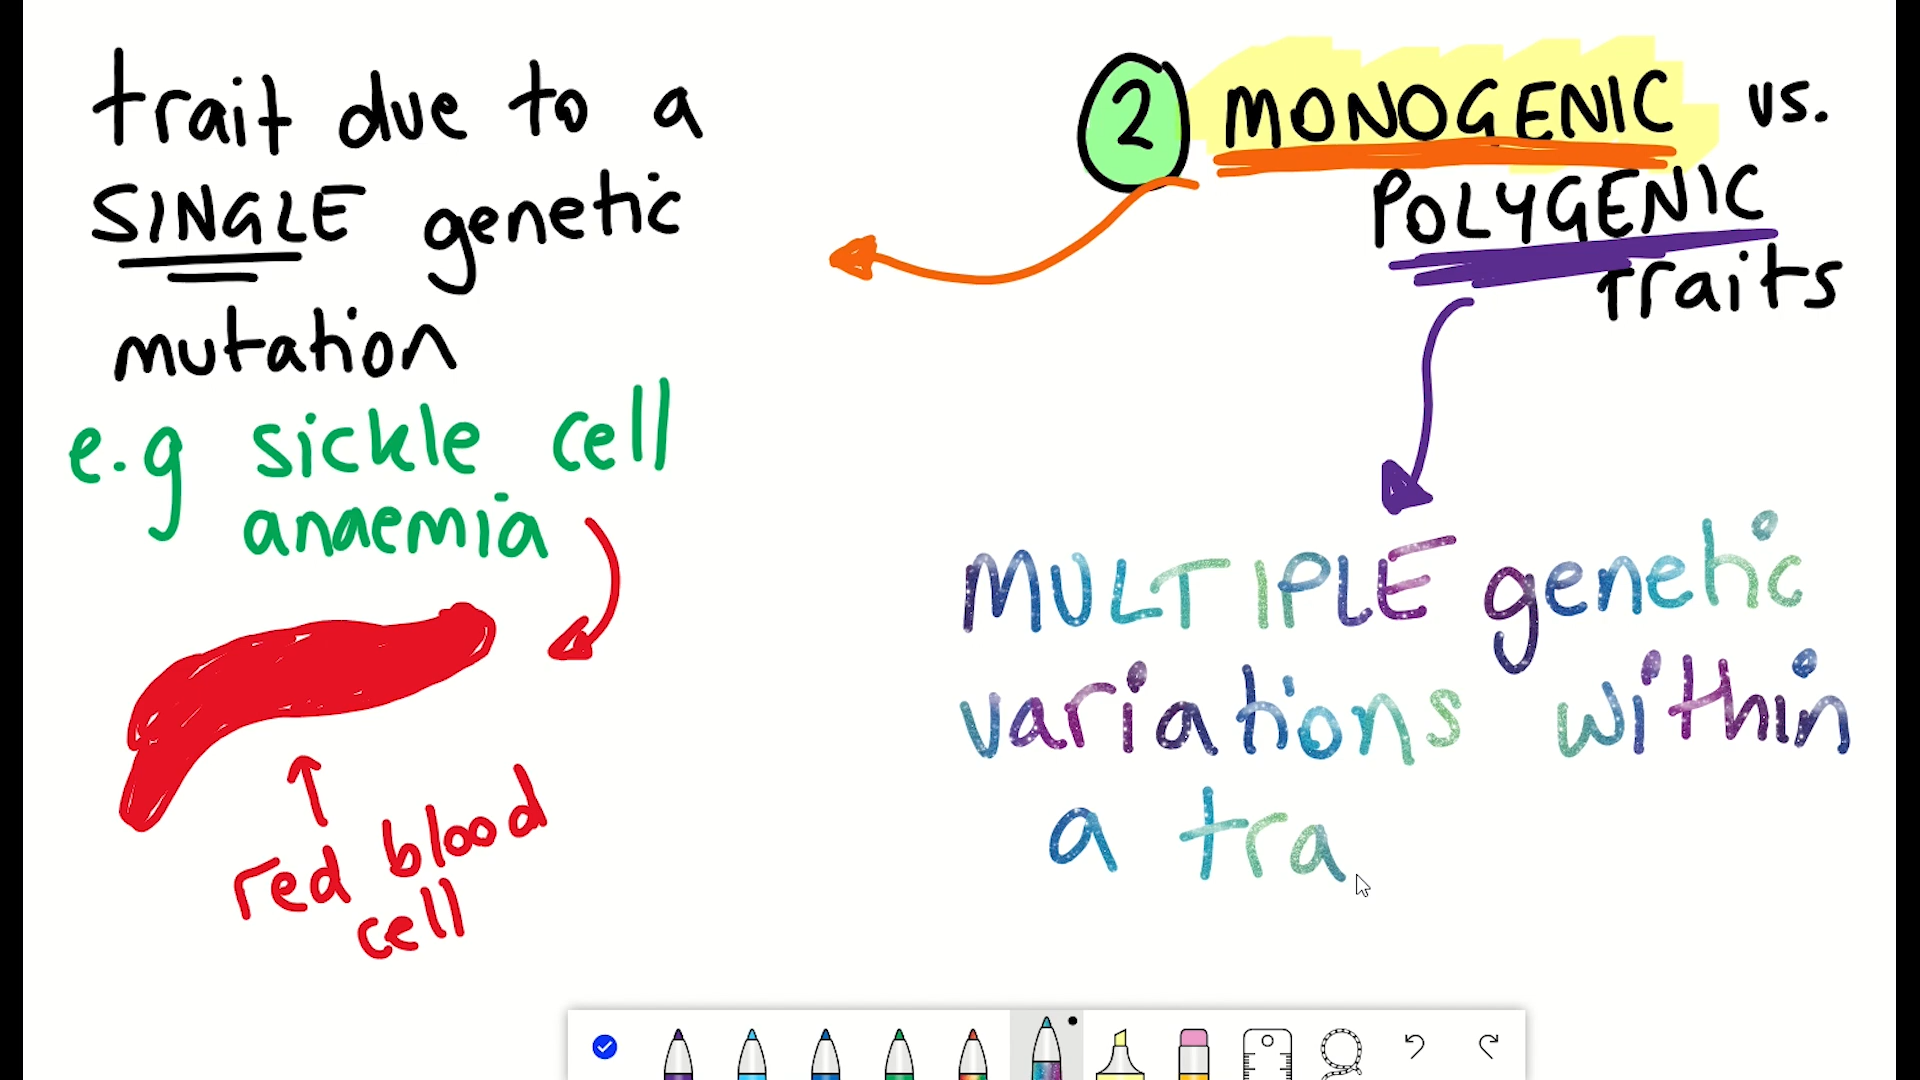 trait due to a
SINGLE genetic
mutation
e.g sickle cell
anaemia
red blood
cell
2 MONOGENIC vs.
POLYGENIC
Traits
MULTIPLE genetic
variations within
a tra